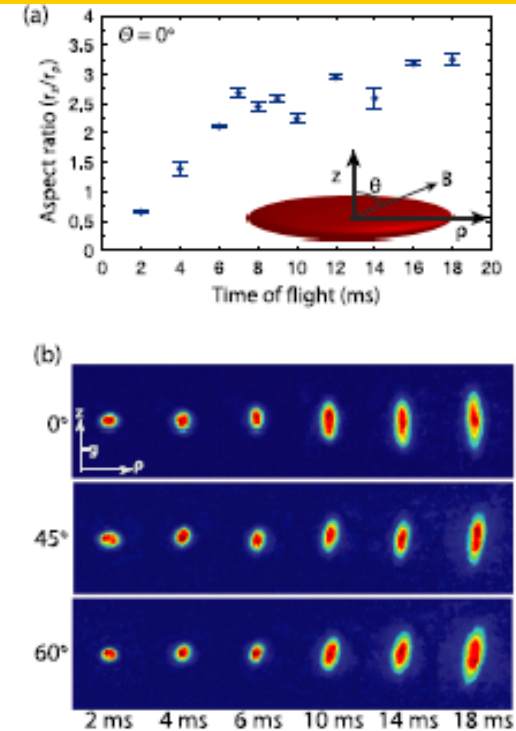 (a)
Θ = 0°
Aspect ratio (rz/rρ)
4
3.5
3
2.5
2
1.5
1
0.5
0
z
θ
B
ρ
0 2 4 6 8 10 12 14 16 18 20
Time of flight (ms)
(b)
0°
z
g
ρ
45°
60°
2 ms 4 ms 6 ms 10 ms 14 ms 18 ms